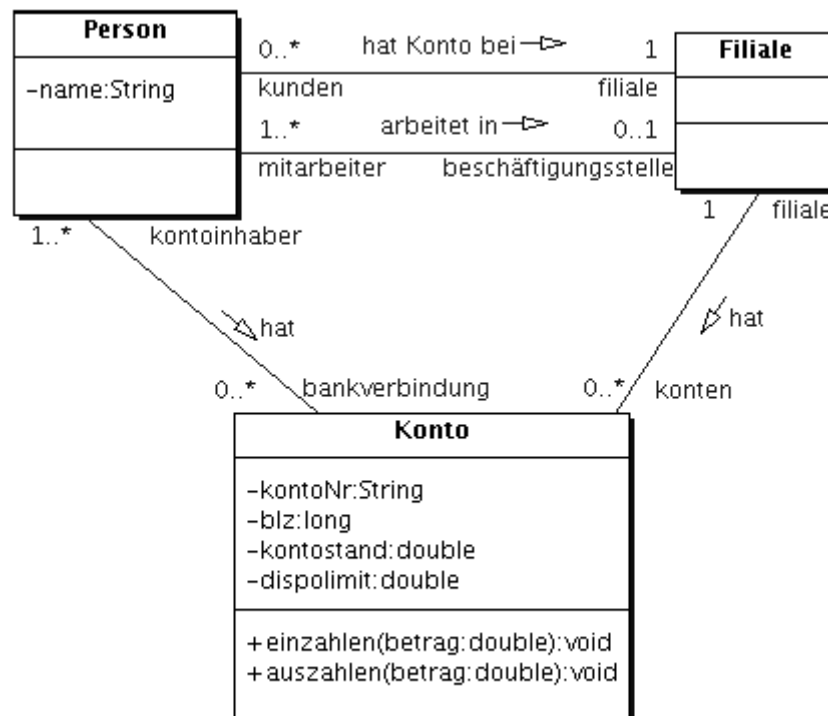 Person
-name:String
0..* hat Konto bei 1
kunden filiale
1..* arbeitet in 0..1
mitarbeiter beschäftigungsstelle
Filiale
1..* kontoinhaber
1 filiale
hat
hat
0..* bankverbindung
0..* konten
Konto
-kontoNr:String
-blz:long
-kontostand:double
-dispolimit:double
+einzahlen(betrag:double):void
+auszahlen(betrag:double):void